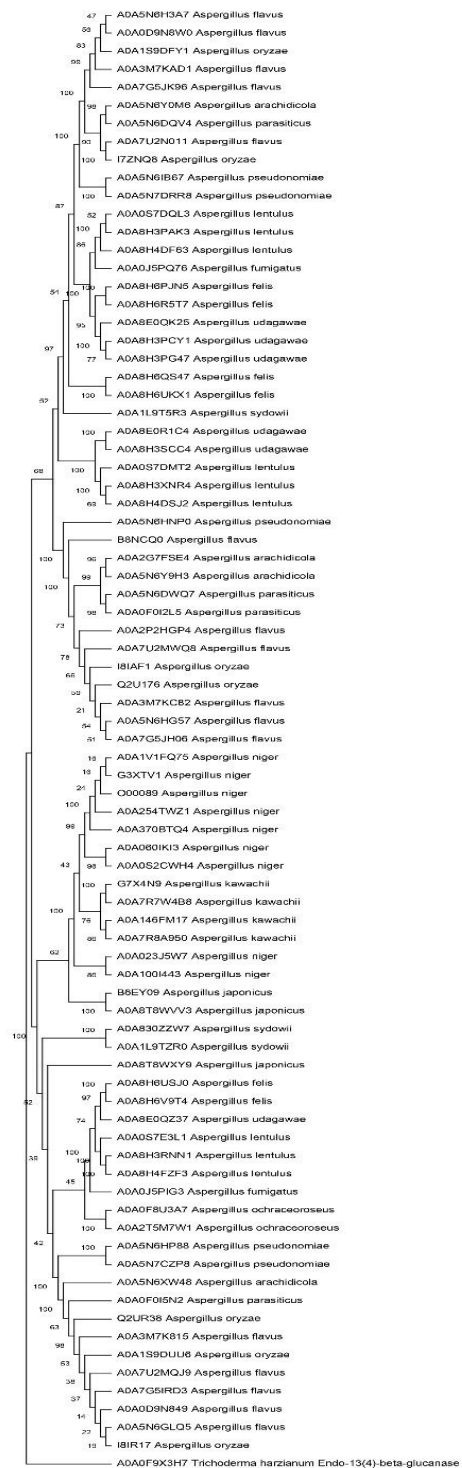 A0A5N6H3A7 Aspergillus flavus
A0A0D9N8W0 Aspergillus flavus
A0A1S9DFY1 Aspergillus oryzae
A0A3M7KAD1 Aspergillus flavus
A0A7G5JK96 Aspergillus flavus
A0A5N6Y0M6 Aspergillus arachidicola
A0A5N6DQV4 Aspergillus parasiticus
A0A7U2N011 Aspergillus flavus
I7ZNQ8 Aspergillus oryzae
A0A5N6IB67 Aspergillus pseudonomiae
A0A5N7DRR8 Aspergillus pseudonomiae
A0A0S7DQL3 Aspergillus lentulus
A0A8H3PAK3 Aspergillus lentulus
A0A8H4DF63 Aspergillus lentulus
A0A0J5PQ76 Aspergillus fumigatus
A0A8H6PJN5 Aspergillus felis
A0A8H6R5T7 Aspergillus felis
A0A8E0QK25 Aspergillus udagawae
A0A8H3PCY1 Aspergillus udagawae
A0A8H3PG47 Aspergillus udagawae
A0A8H6QS47 Aspergillus felis
A0A8H6UKX1 Aspergillus felis
A0A1L9T5R3 Aspergillus sydowii
A0A8E0R1C4 Aspergillus udagawae
A0A8H3SCC4 Aspergillus udagawae
A0A0S7DMT2 Aspergillus lentulus
A0A8H3XNR4 Aspergillus lentulus
A0A8H4DSJ2 Aspergillus lentulus
A0A5N6HNP0 Aspergillus pseudonomiae
B8NCQ0 Aspergillus flavus
A0A2G7FSE4 Aspergillus arachidicola
A0A5N6Y9H3 Aspergillus arachidicola
A0A5N6DWQ7 Aspergillus parasiticus
A0A0F0I2L5 Aspergillus parasiticus
A0A2P2HGP4 Aspergillus flavus
A0A7U2MWQ8 Aspergillus flavus
I8IAF1 Aspergillus oryzae
Q2U176 Aspergillus oryzae
A0A3M7KCB2 Aspergillus flavus
A0A5N6HG57 Aspergillus flavus
A0A7G5JH06 Aspergillus flavus
A0A1V1FQ75 Aspergillus niger
G3XTV1 Aspergillus niger
O00089 Aspergillus niger
A0A254TWZ1 Aspergillus niger
A0A370BTQ4 Aspergillus niger
A0A060IKI3 Aspergillus niger
A0A0S2CWH4 Aspergillus niger
G7X4N9 Aspergillus kawachii
A0A7R7W4B8 Aspergillus kawachii
A0A146FM17 Aspergillus kawachii
A0A7R8A950 Aspergillus kawachii
A0A023J5W7 Aspergillus niger
A0A100I443 Aspergillus niger
B8EY09 Aspergillus japonicus
A0A8T8WVV3 Aspergillus japonicus
A0A830ZZW7 Aspergillus sydowii
A0A1L9TZR0 Aspergillus sydowii
A0A8T8WXY9 Aspergillus japonicus
A0A8H6USJ0 Aspergillus felis
A0A8H6V9T4 Aspergillus felis
A0A8E0QZ37 Aspergillus udagawae
A0A0S7E3L1 Aspergillus lentulus
A0A8H3RNN1 Aspergillus lentulus
A0A8H4FZF3 Aspergillus lentulus
A0A0J5PIG3 Aspergillus fumigatus
A0A0F8U3A7 Aspergillus ochraceoroseus
A0A2T5M7W1 Aspergillus ochraceoroseus
A0A5N6HP88 Aspergillus pseudonomiae
A0A5N7CZP8 Aspergillus pseudonomiae
A0A5N6XW48 Aspergillus arachidicola
A0A0F0I5N2 Aspergillus parasiticus
Q2UR38 Aspergillus oryzae
A0A3M7K815 Aspergillus flavus
A0A1S9DUU6 Aspergillus oryzae
A0A7U2MQJ9 Aspergillus flavus
A0A7G5IRD3 Aspergillus flavus
A0A0D9N849 Aspergillus flavus
A0A5N6GLQ5 Aspergillus flavus
I8IR17 Aspergillus oryzae
A0A0F9X3H7 Trichoderma harzianum Endo-13(4)-beta-glucanase